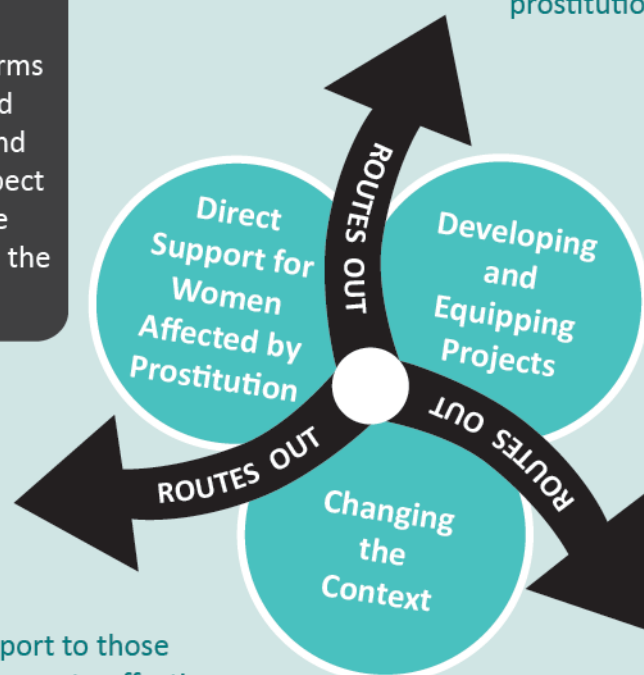 prostitutio
rms
d
nd
pect
e
the
ROUTES OUT
Direct
Support for
Women
Affected by
Prostitution
Developing
and
Equipping
Projects
ROUTES OUT
ROUTES OUT
Changing
the
Context
port to those